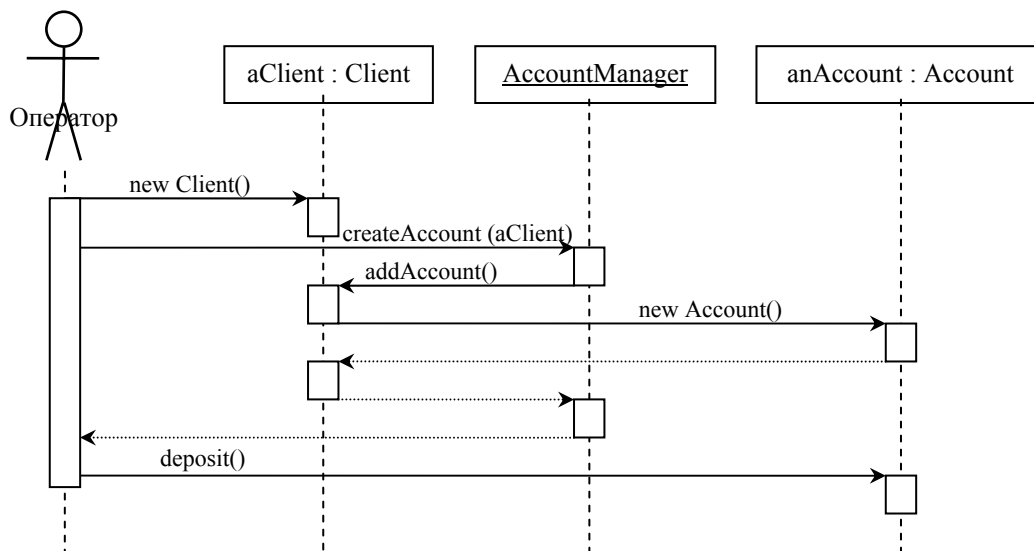 aClient : Client
AccountManager
anAccount : Account
Оператор
new Client()
createAccount (aClient)
addAccount()
new Account()
deposit()